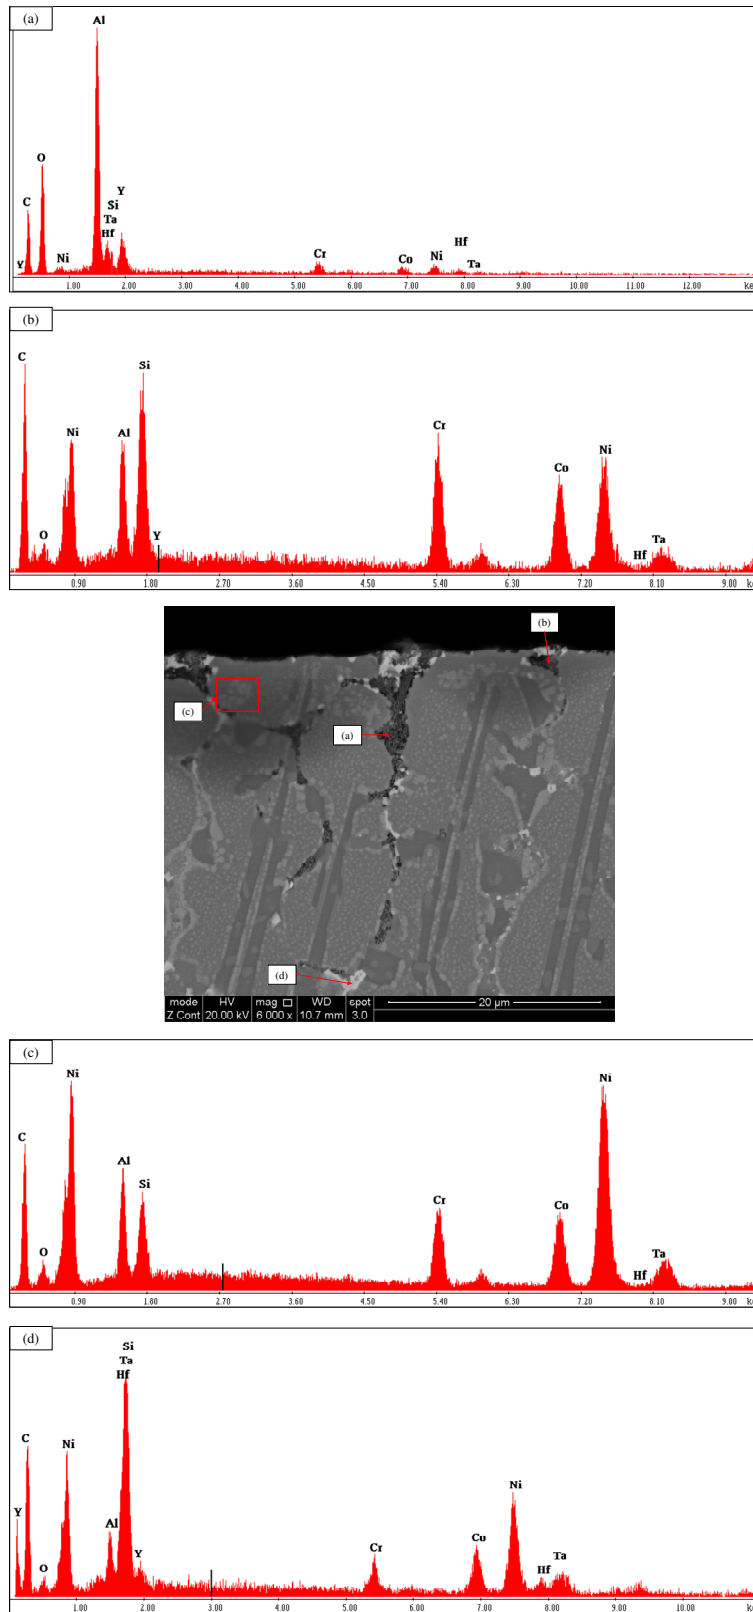 (a)
Al
O
C
Y
Si
Ta
Hf
Y
Ni
Cr
Co
Ni
Hf
Ta
1.00 2.00 3.00 4.00 5.00 6.00 7.00 8.00 9.00 10.00 11.00 12.00 ke
(b)
C
Si
Ni
Al
Cr
Ni
Co
O
Y
Hf
Ta
0.90 1.80 2.70 3.60 4.50 5.40 6.30 7.20 8.10 9.00 ke
(b)
(c)
(a)
(d)
mode HV mag WD spot
Z Cont 20.00 kV 6 000 x 10.7 mm 3.0
20 µm
(c)
Ni
Ni
C
Al
Si
Cr
Co
O
Hf
Ta
0.90 1.80 2.70 3.60 4.50 5.40 6.30 7.20 8.10 9.00 ke
(d)
Si
Ta
Hf
C
Ni
Y
Al
Y
O
Cr
Co
Ni
Hf
Ta
1.00 2.00 3.00 4.00 5.00 6.00 7.00 8.00 9.00 10.00 ke